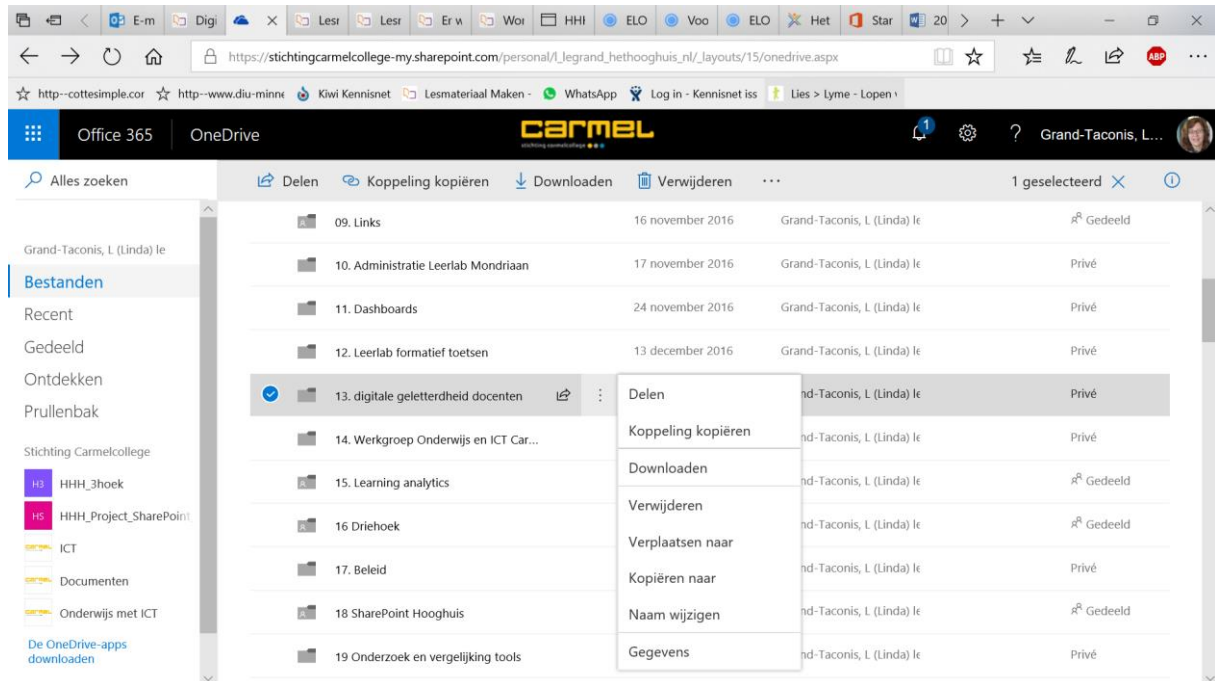 E-m Digi Lesr Lesr Er w Wor HHI ELO Voo ELO Het Star 20
https://stichtingcarmelcollege-my.sharepoint.com/personal/l_legrand_hethooghuis_nl/_layouts/15/onedrive.aspx
ABP
http--cottesimple.cor http--www.diu-minne Kiwi Kennisnet Lesmateriaal Maken - WhatsApp Log in - Kennisnet iss Lies > Lyme - Lopen
Office 365 OneDrive carmel 1 ? Grand-Taconis, L...
stichting carmelcollege
Alles zoeken Delen Koppeling kopiëren Downloaden Verwijderen ... 1 geselecteerd
09. Links 16 november 2016 Grand-Taconis, L (Linda) le Gedeeld
Grand-Taconis, L (Linda) le
10. Administratie Leerlab Mondriaan 17 november 2016 Grand-Taconis, L (Linda) le Privé
Bestanden
11. Dashboards 24 november 2016 Grand-Taconis, L (Linda) le Privé
Recent
Gedeeld
12. Leerlab formatief toetsen 13 december 2016 Grand-Taconis, L (Linda) le Privé
Ontdekken
13. digitale geletterdheid docenten Delen nd-Taconis, L (Linda) le Privé
Prullenbak
Koppeling kopiëren
14. Werkgroep Onderwijs en ICT Car... nd-Taconis, L (Linda) le Privé
Stichting Carmelcollege
Downloaden
H3 HHH_3hoek
15. Learning analytics nd-Taconis, L (Linda) le Gedeeld
Verwijderen
HS HHH_Project_SharePoint
16 Driehoek nd-Taconis, L (Linda) le Gedeeld
Verplaatsen naar
carmel ICT
17. Beleid nd-Taconis, L (Linda) le Privé
Kopiëren naar
carmel Documenten
18 SharePoint Hooghuis Naam wijzigen nd-Taconis, L (Linda) le Gedeeld
carmel Onderwijs met ICT
De OneDrive-apps
downloaden
19 Onderzoek en vergelijking tools Gegevens nd-Taconis, L (Linda) le Privé